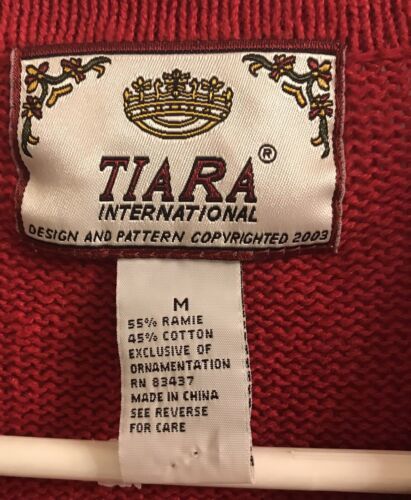 TIARA®
INTERNATIONAL
DESIGN AND PATTERN COPYRIGHTED 2003
M
55% RAMIE
45% COTTON
EXCLUSIVE OF
ORNAMENTATION
RN 83437
MADE IN CHINA
SEE REVERSE
FOR CARE